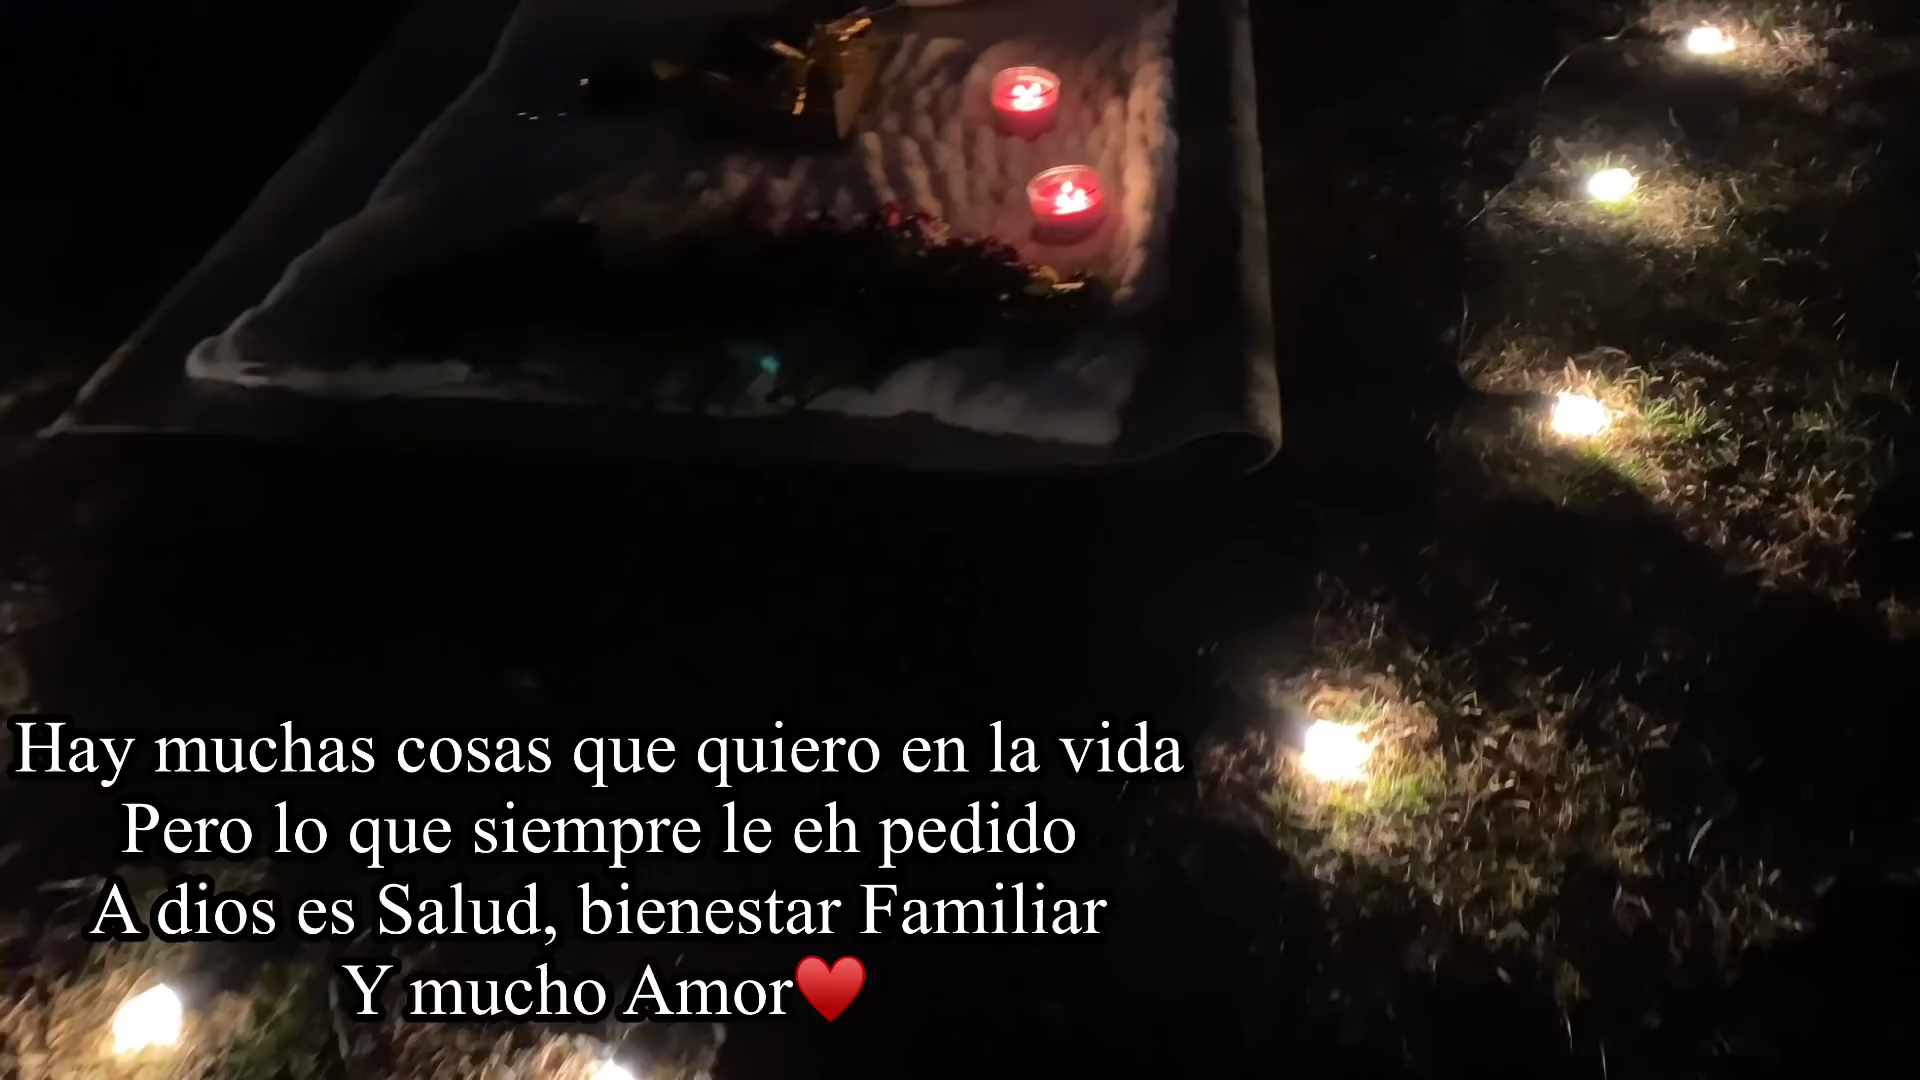 Hay muchas cosas que quiero en la vida
Pero lo que siempre le eh pedido
A dios es Salud, bienestar Familiar
Y mucho Amor♥️